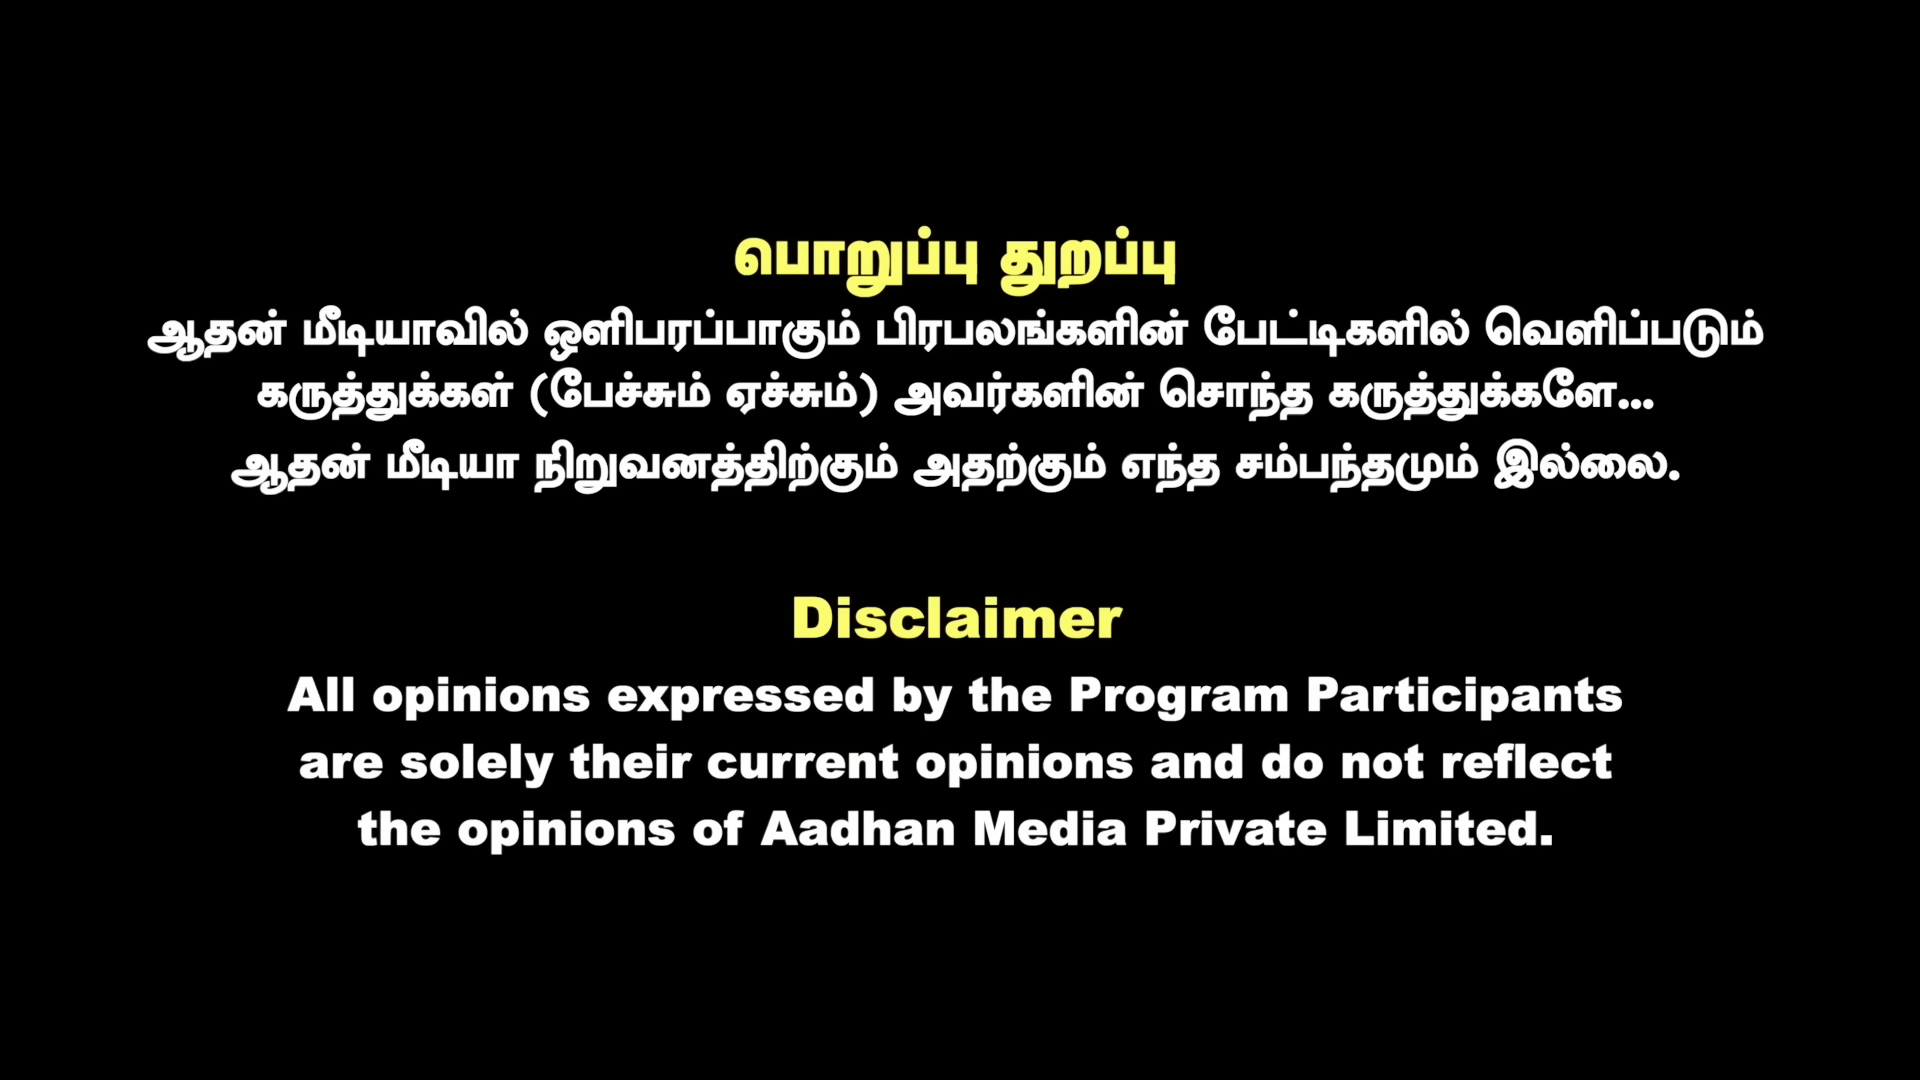 பொறுப்பு துறப்பு
ஆதன் மீடியாவில் ஒளிபரப்பாகும் பிரபலங்களின் பேட்டிகளில் வெளிப்படும்
கருத்துக்கள் (பேச்சும் ஏச்சும்) அவர்களின் சொந்த கருத்துக்களே...
ஆதன் மீடியா நிறுவனத்திற்கும் அதற்கும் எந்த சம்பந்தமும் இல்லை.
Disclaimer
All opinions expressed by the Program Participants
are solely their current opinions and do not reflect
the opinions of Aadhan Media Private Limited.